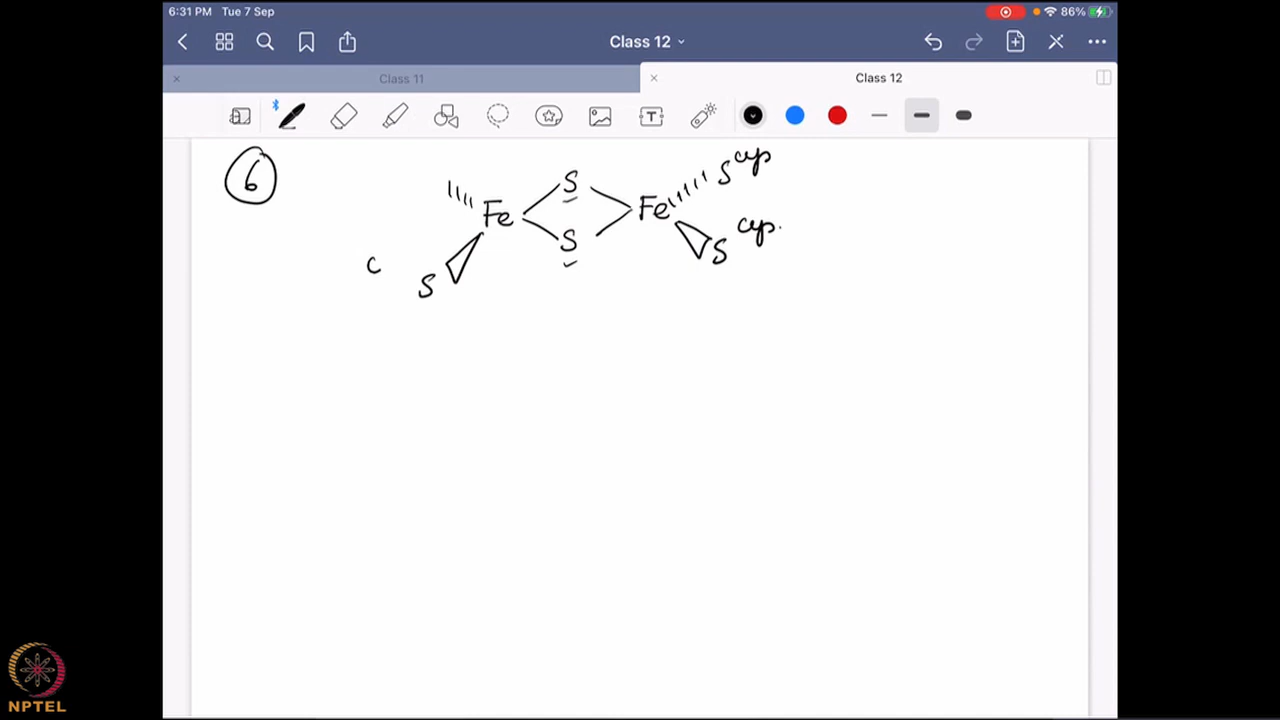 6:31 PM Tue 7 Sep
86%
Class 12
Class 11
Class 12
T
6
S
S cys
Fe
Fe
S
S cys.
c
S
NPTEL